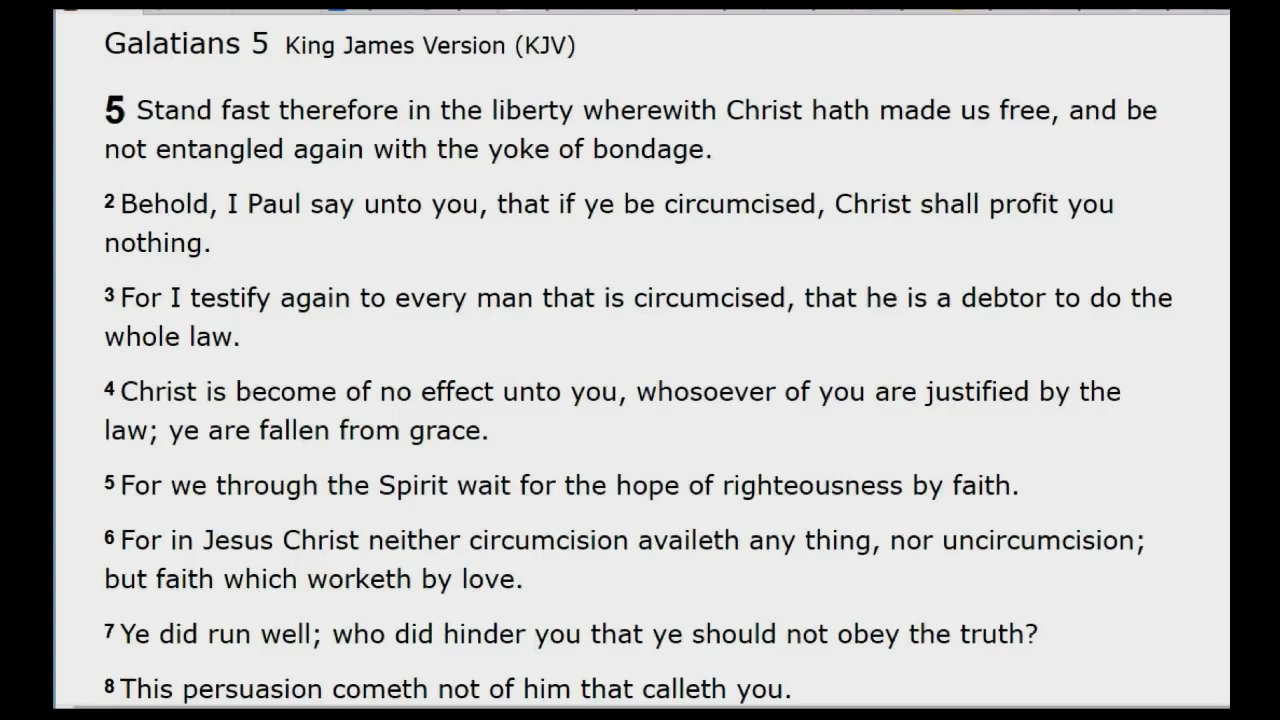 Galatians 5 King James Version (KJV)
5 Stand fast therefore in the liberty wherewith Christ hath made us free, and be
not entangled again with the yoke of bondage.
2 Behold, I Paul say unto you, that if ye be circumcised, Christ shall profit you
nothing.
3 For I testify again to every man that is circumcised, that he is a debtor to do the
whole law.
4 Christ is become of no effect unto you, whosoever of you are justified by the
law; ye are fallen from grace.
5 For we through the Spirit wait for the hope of righteousness by faith.
6 For in Jesus Christ neither circumcision availeth any thing, nor uncircumcision;
but faith which worketh by love.
7 Ye did run well; who did hinder you that ye should not obey the truth?
8 This persuasion cometh not of him that calleth you.